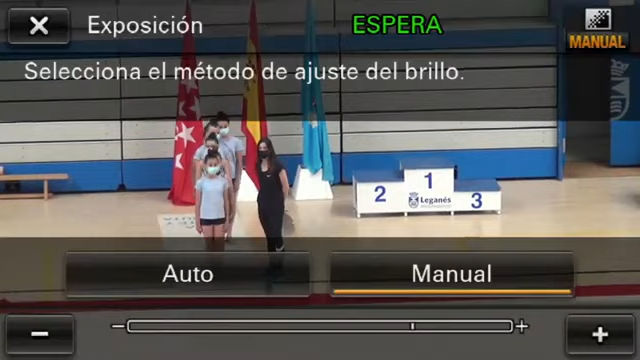 Exposición
ESPERA
MANUAL
Selecciona el método de ajuste del brillo.
2
1
3
Leganés
Auto
Manual